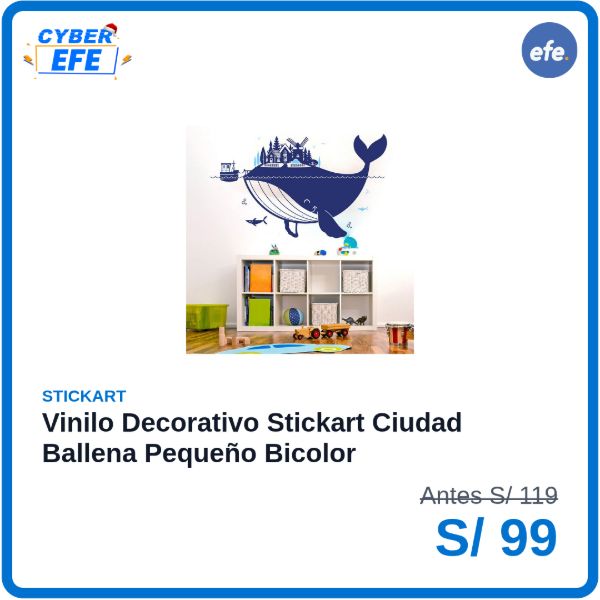 CYBER
EFE
efe.
STICKART
Vinilo Decorativo Stickart Ciudad
Ballena Pequeño Bicolor
Antes S/ 119
S/ 99